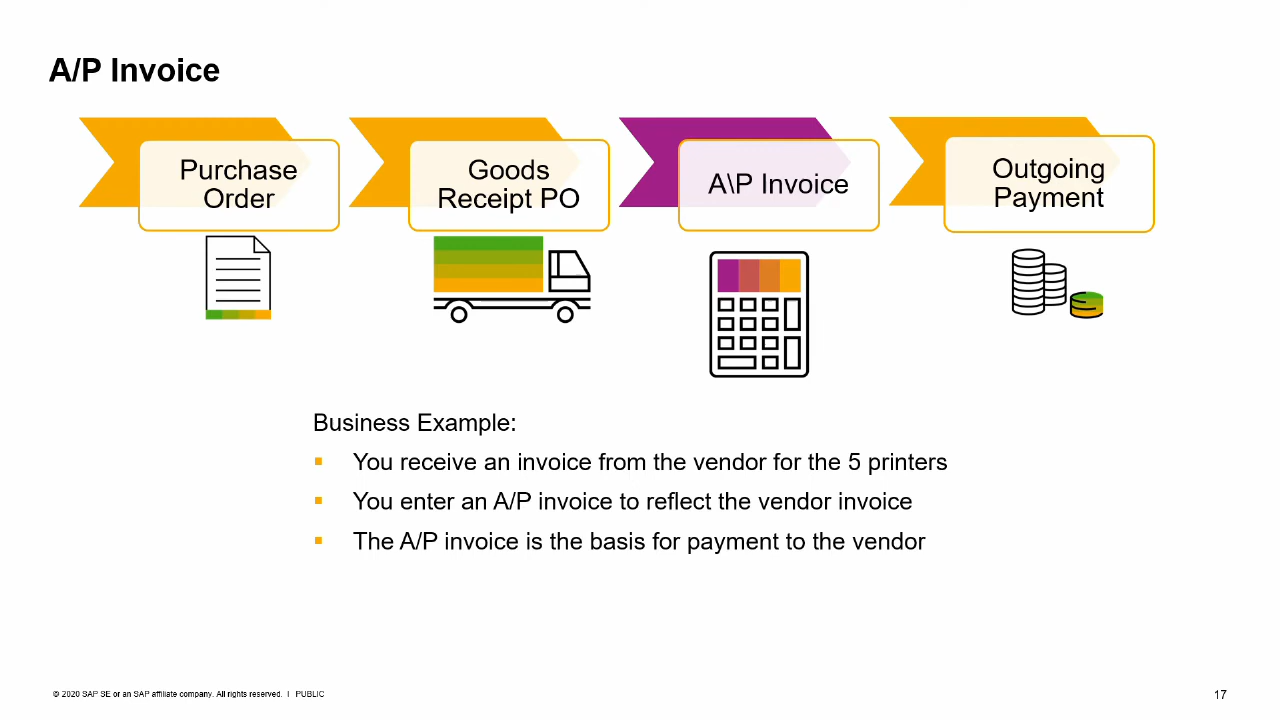 A/P Invoice
Purchase
Order
Goods
Receipt PO
A\P Invoice
Outgoing
Payment
Business Example:
▪ You receive an invoice from the vendor for the 5 printers
▪ You enter an A/P invoice to reflect the vendor invoice
▪ The A/P invoice is the basis for payment to the vendor
© 2020 SAP SE or an SAP affiliate company. All rights reserved. I PUBLIC
17